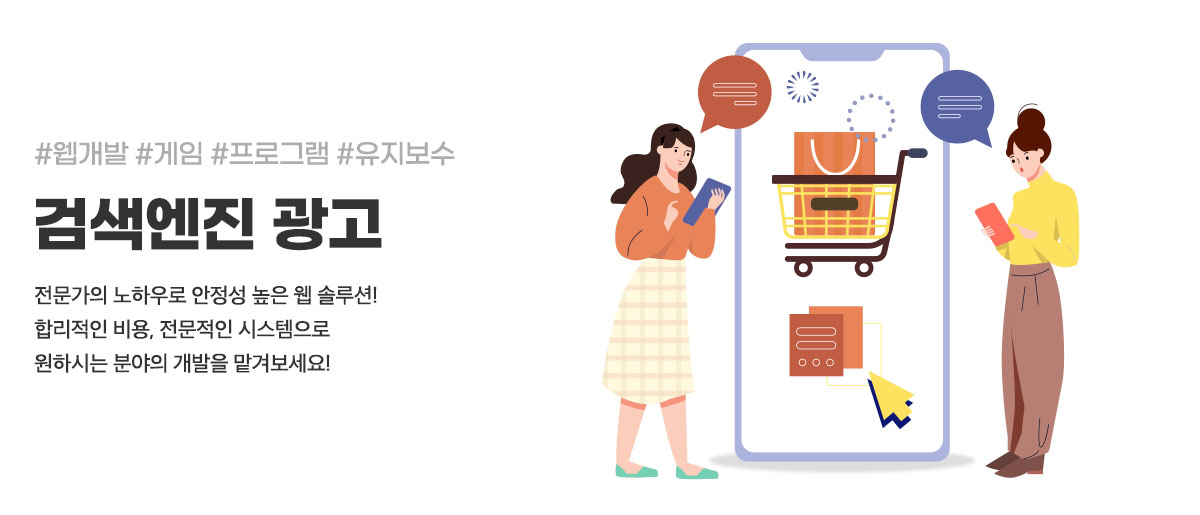 #웹개발 #게임 #프로그램 #유지보수
검색엔진 광고
전문가의 노하우로 안정성 높은 웹 솔루션!
합리적인 비용, 전문적인 시스템으로
원하시는 분야의 개발을 맡겨보세요!